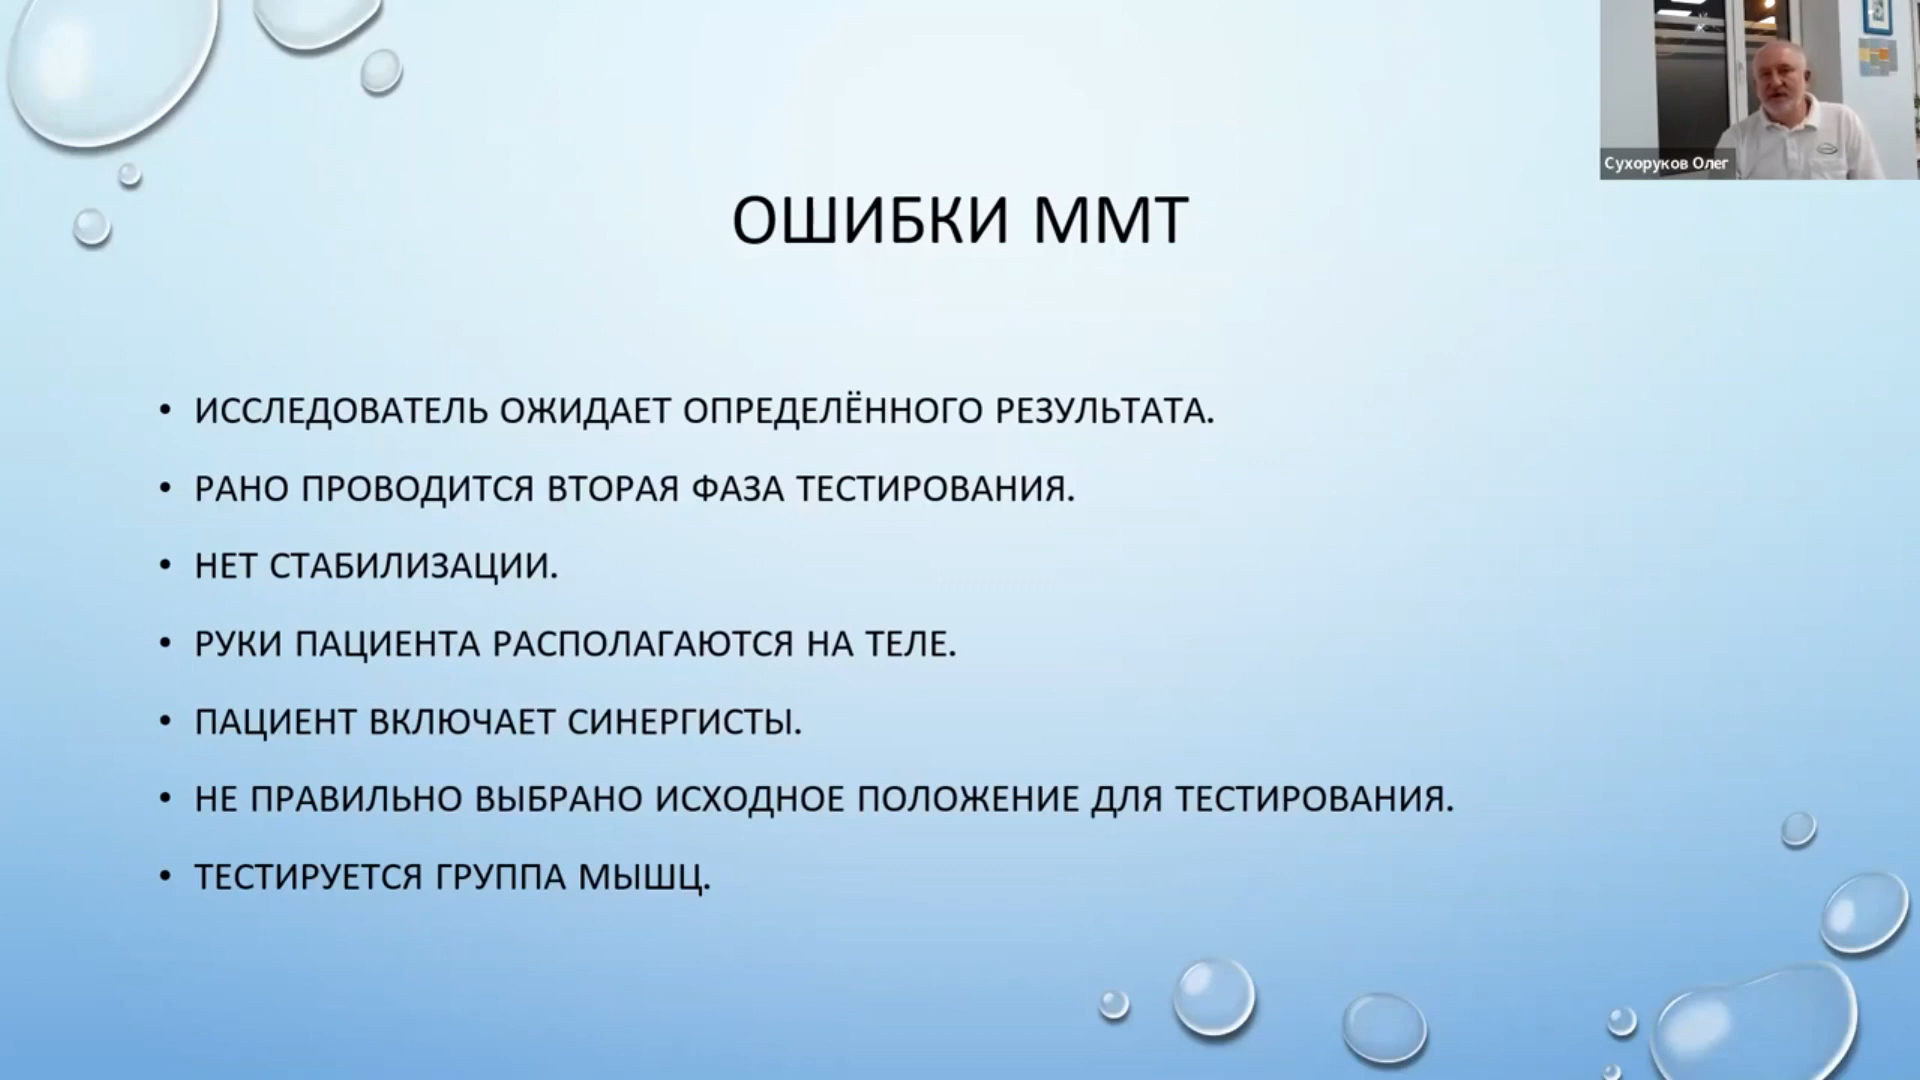 Сухоруков Олег
ОШИБКИ ММТ
• ИССЛЕДОВАТЕЛЬ ОЖИДАЕТ ОПРЕДЕЛЁННОГО РЕЗУЛЬТАТА.
• РАНО ПРОВОДИТСЯ ВТОРАЯ ФАЗА ТЕСТИРОВАНИЯ.
• НЕТ СТАБИЛИЗАЦИИ.
• РУКИ ПАЦИЕНТА РАСПОЛАГАЮТСЯ НА ТЕЛЕ.
• ПАЦИЕНТ ВКЛЮЧАЕТ СИНЕРГИСТЫ.
• НЕ ПРАВИЛЬНО ВЫБРАНО ИСХОДНОЕ ПОЛОЖЕНИЕ ДЛЯ ТЕСТИРОВАНИЯ.
• ТЕСТИРУЕТСЯ ГРУППА МЫШЦ.